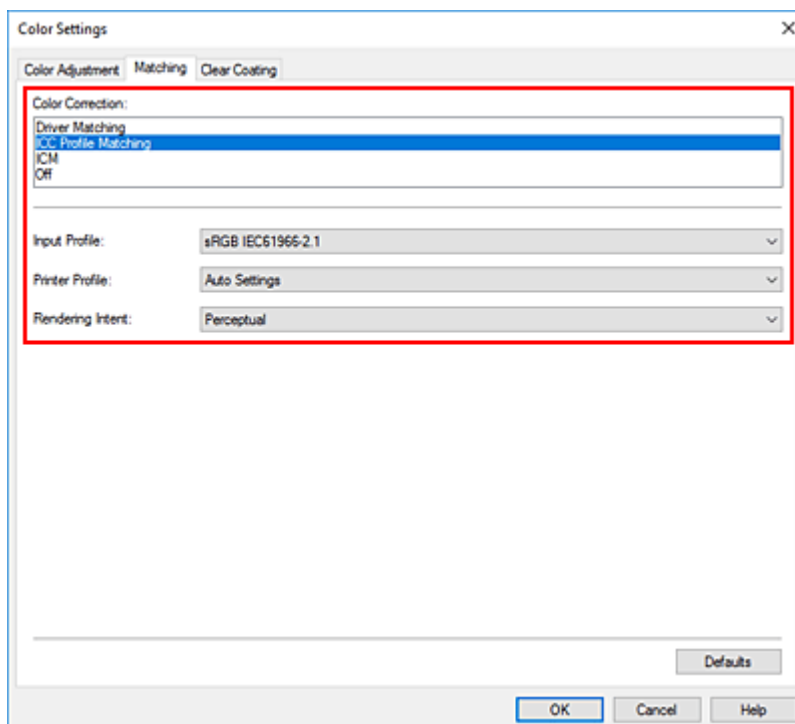 Color Settings
Color Adjustment Matching Clear Coating
Color Correction:
Driver Matching
ICC Profile Matching
ICM
Off
Input Profile: sRGB IEC61966-2.1
Printer Profile: Auto Settings
Rendering Intent: Perceptual
Defaults
OK Cancel Help